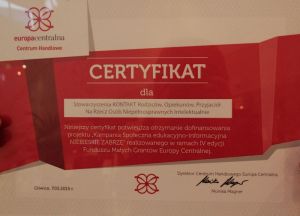 europacentralna
Centrum Handlowe
CERTYFIKAT
dla
Stowarzyszenia KONTAKT Rodziców, Opiekunów, Przyjaciół
Na Rzecz Osób Niepełnosprawnych Intelektualnie
Niniejszy certyfikat potwierdza otrzymanie dofinansowania
projektu „Kampania Społeczna edukacyjno-informacyjna
NIEBIESKIE ZABRZE" realizowanego w ramach IV edycji
Funduszu Małych Grantów Europy Centralnej.
Dyrektor Centrum Handlowego Europa Centralna
Gliwice,